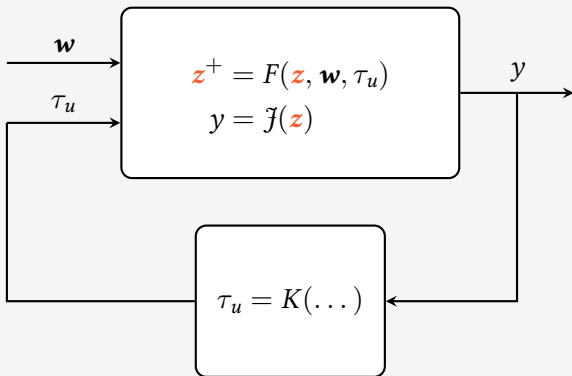 w
τ_u
z⁺ = F(z, w, τ_u)
y = 𝔍(z)
y
τ_u = K(...)